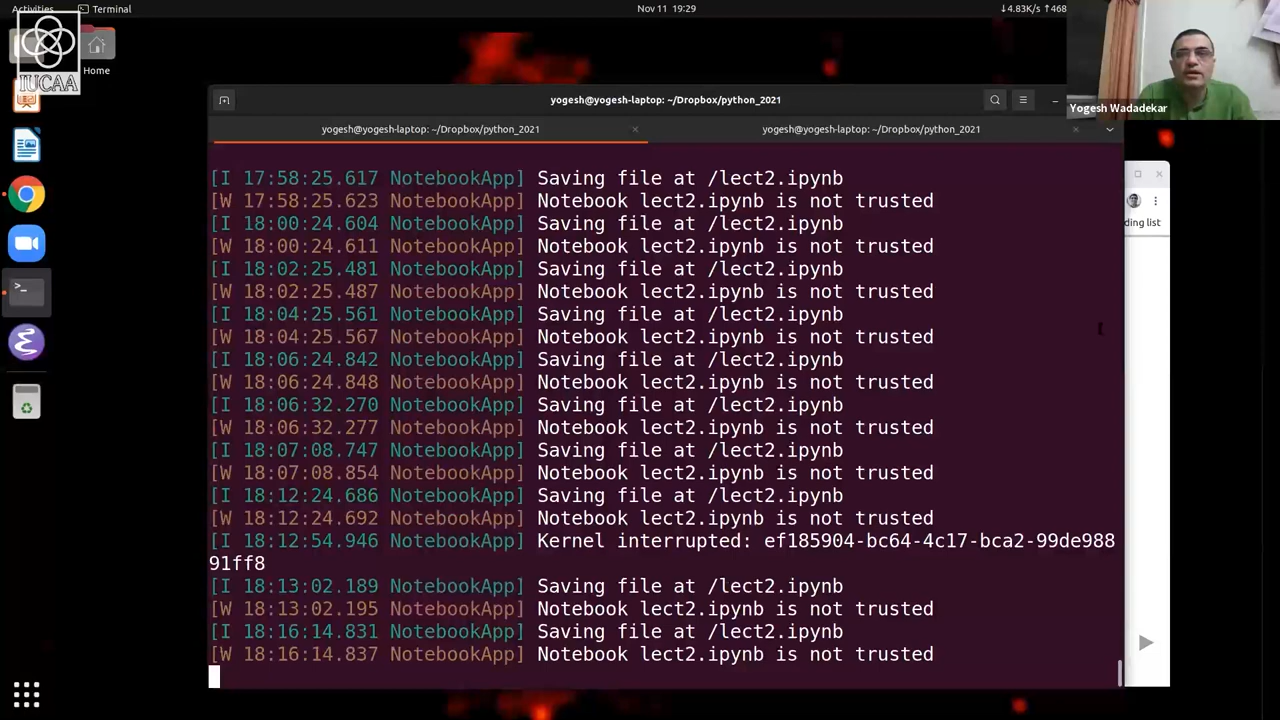 Activities
Terminal
Nov 11 19:29
↓4.83K/s ↑468
IUCAA
Home
Yogesh Wadadekar
yogesh@yogesh-laptop: ~/Dropbox/python_2021
yogesh@yogesh-laptop: ~/Dropbox/python_2021
yogesh@yogesh-laptop: ~/Dropbox/python_2021
ding list
[I 17:58:25.617 NotebookApp] Saving file at /lect2.ipynb
[W 17:58:25.623 NotebookApp] Notebook lect2.ipynb is not trusted
[I 18:00:24.604 NotebookApp] Saving file at /lect2.ipynb
[W 18:00:24.611 NotebookApp] Notebook lect2.ipynb is not trusted
[I 18:02:25.481 NotebookApp] Saving file at /lect2.ipynb
[W 18:02:25.487 NotebookApp] Notebook lect2.ipynb is not trusted
[I 18:04:25.561 NotebookApp] Saving file at /lect2.ipynb
[W 18:04:25.567 NotebookApp] Notebook lect2.ipynb is not trusted
[I 18:06:24.842 NotebookApp] Saving file at /lect2.ipynb
[W 18:06:24.848 NotebookApp] Notebook lect2.ipynb is not trusted
[I 18:06:32.270 NotebookApp] Saving file at /lect2.ipynb
[W 18:06:32.277 NotebookApp] Notebook lect2.ipynb is not trusted
[I 18:07:08.747 NotebookApp] Saving file at /lect2.ipynb
[W 18:07:08.854 NotebookApp] Notebook lect2.ipynb is not trusted
[I 18:12:24.686 NotebookApp] Saving file at /lect2.ipynb
[W 18:12:24.692 NotebookApp] Notebook lect2.ipynb is not trusted
[I 18:12:54.946 NotebookApp] Kernel interrupted: ef185904-bc64-4c17-bca2-99de988
91ff8
[I 18:13:02.189 NotebookApp] Saving file at /lect2.ipynb
[W 18:13:02.195 NotebookApp] Notebook lect2.ipynb is not trusted
[I 18:16:14.831 NotebookApp] Saving file at /lect2.ipynb
[W 18:16:14.837 NotebookApp] Notebook lect2.ipynb is not trusted